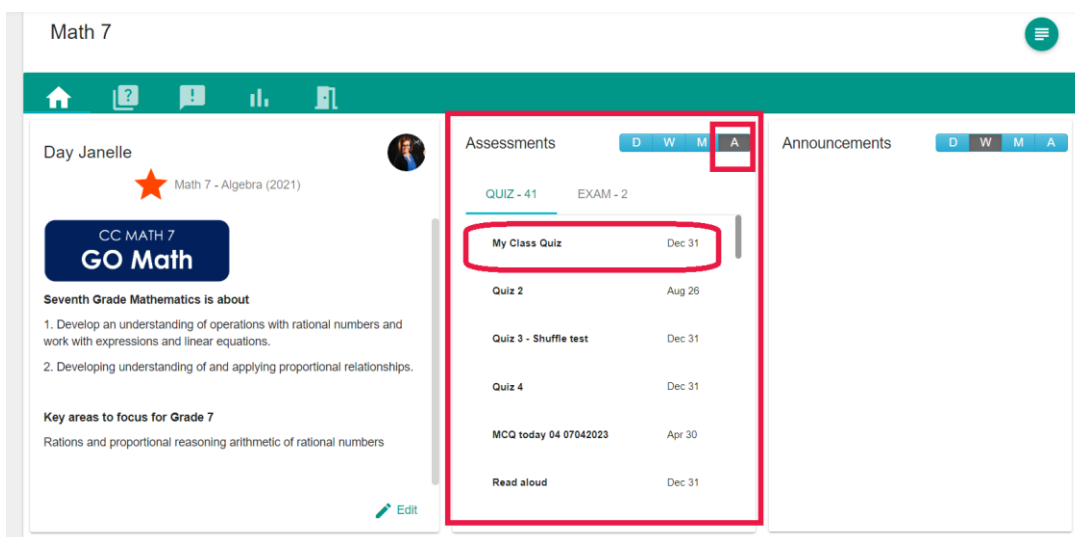 Math 7
Day Janelle
Math 7 - Algebra (2021)
CC MATH 7
GO Math
Seventh Grade Mathematics is about
1. Develop an understanding of operations with rational numbers and
work with expressions and linear equations.
2. Developing understanding of and applying proportional relationships.
Key areas to focus for Grade 7
Rations and proportional reasoning arithmetic of rational numbers
Edit
Assessments D W M A
QUIZ - 41 EXAM - 2
My Class Quiz Dec 31
Quiz 2 Aug 26
Quiz 3 - Shuffle test Dec 31
Quiz 4 Dec 31
MCQ today 04 07042023 Apr 30
Read aloud Dec 31
Announcements D W M A